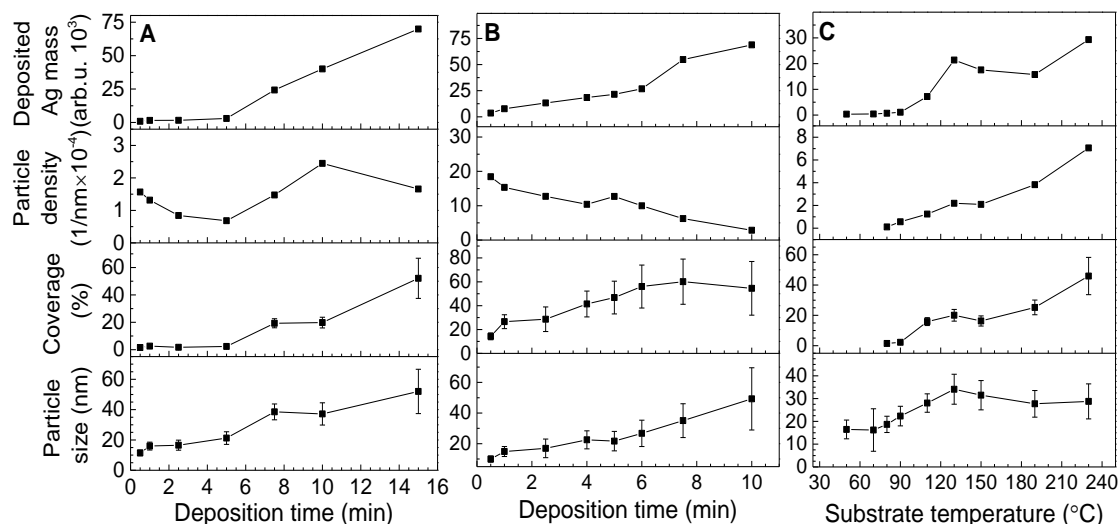 A
B
C
Deposited
Ag mass
(arb.u. 10³)
75
50
25
0
75
50
25
0
30
20
10
0
Particle
density
(1/nm×10⁻⁴)
3
2
1
0
30
20
10
0
8
6
4
2
0
Coverage
(%)
60
40
20
0
80
60
40
20
0
60
40
20
0
Particle
size (nm)
60
40
20
0
60
40
20
50
40
30
20
10
0
0 2 4 6 8 10 12 14 16
0 2 4 6 8 10
30 60 90 120 150 180 210 240
Deposition time (min)
Deposition time (min)
Substrate temperature (°C)